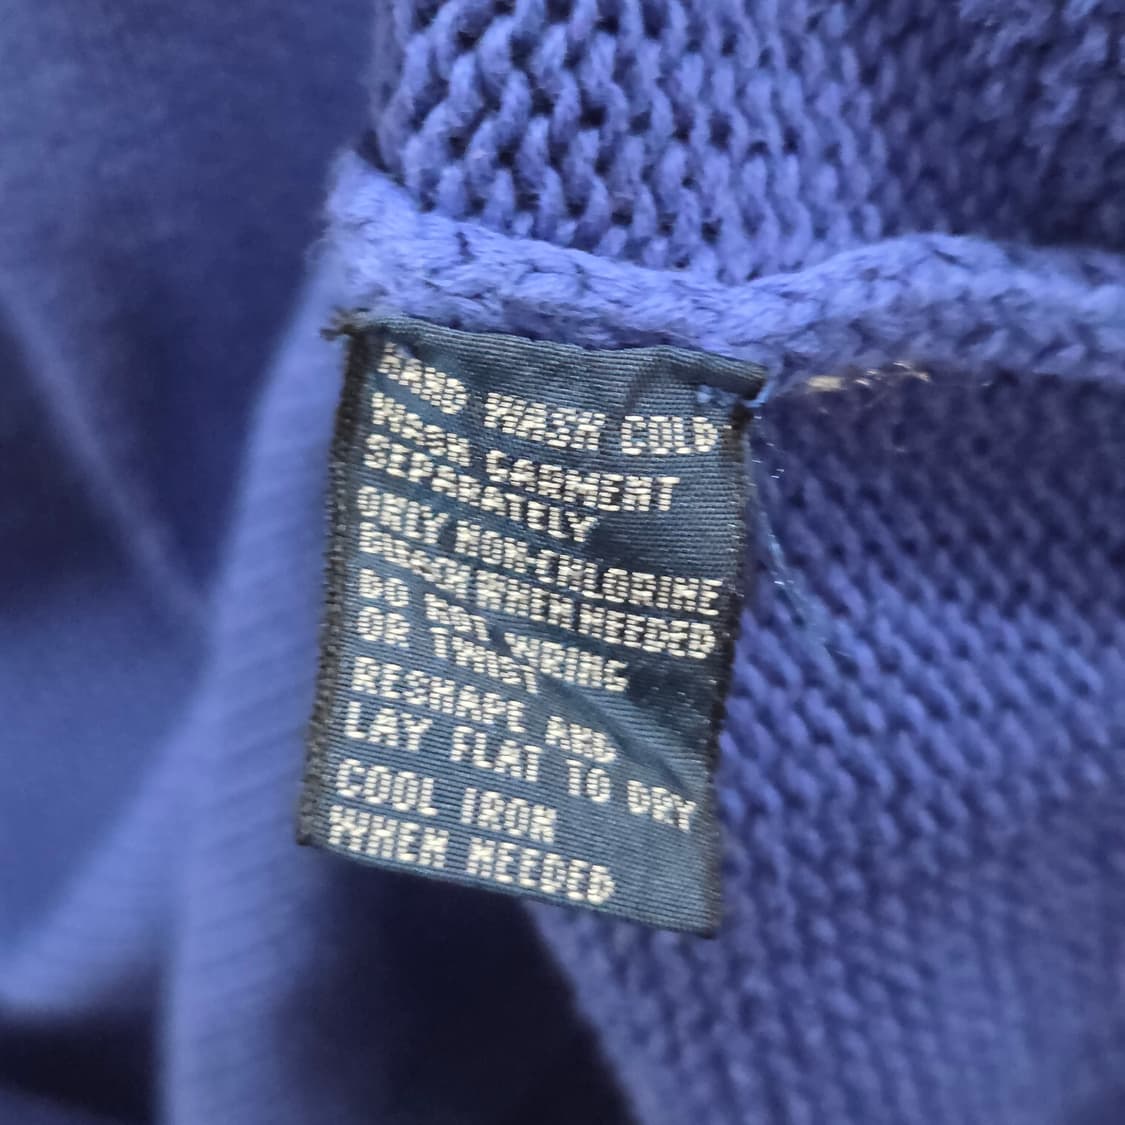 HAND WASH COLD
WASH GARMENT
SEPARATELY
ONLY NON-CHLORINE
BLEACH WHEN NEEDED
DO NOT WRING
OR TWIST
RESHAPE AND
LAY FLAT TO DRY
COOL IRON
WHEN NEEDED